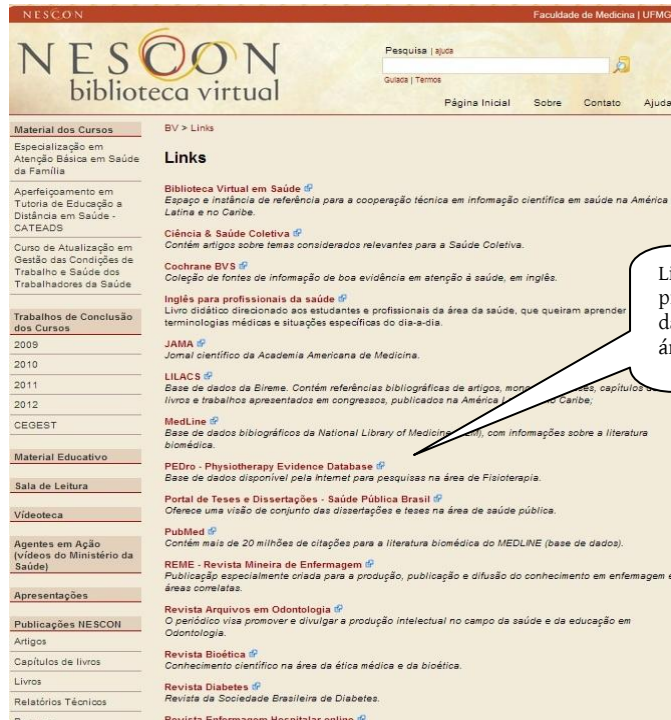 NESCON
Faculdade de Medicina | UFMG
NESCON
biblioteca virtual
Pesquisa | ajuda
Guiada | Termos
Página Inicial Sobre Contato Ajuda
Material dos Cursos
Especialização em
Atenção Básica em Saúde
da Família
Aperfeiçoamento em
Tutoria de Educação a
Distância em Saúde -
CATEADS
Curso de Atualização em
Gestão das Condições de
Trabalho e Saúde dos
Trabalhadores da Saúde
Trabalhos de Conclusão
dos Cursos
2009
2010
2011
2012
CEGEST
Material Educativo
Sala de Leitura
Vídeoteca
Agentes em Ação
(vídeos do Ministério da
Saúde)
Apresentações
Publicações NESCON
Artigos
Capítulos de livros
Livros
Relatórios Técnicos
BV > Links
Links
Biblioteca Virtual em Saúde
Espaço e instância de referência para a cooperação técnica em informação científica em saúde na América
Latina e no Caribe.
Ciência & Saúde Coletiva
Contém artigos sobre temas considerados relevantes para a Saúde Coletiva.
Cochrane BVS
Coleção de fontes de informação de boa evidência em atenção à saúde, em inglês.
Inglês para profissionais da saúde
Livro didático direcionado aos estudantes e profissionais da área da saúde, que queiram aprender
terminologias médicas e situações específicas do dia-a-dia.
JAMA
Jornal científico da Academia Americana de Medicina.
LILACS
Base de dados da Bireme. Contém referências bibliográficas de artigos, capítulos
livros e trabalhos apresentados em congressos, publicados na América Caribe;
MedLine
Base de dados bibiográficos da National Library of Medicine com informações sobre a literatura
biomédica.
PEDro - Physiotherapy Evidence Database
Base de dados disponível pela Internet para pesquisas na área de Fisioterapia.
Portal de Teses e Dissertações - Saúde Pública Brasil
Oferece uma visão de conjunto das dissertações e teses na área de saúde pública.
PubMed
Contém mais de 20 milhões de citações para a literatura biomédica do MEDLINE (base de dados).
REME - Revista Mineira de Enfermagem
Publicaçãp especialmente criada para a produção, publicação e difusão do conhecimento em enfemagem e
áreas correlatas.
Revista Arquivos em Odontologia
O periódico visa promover e divulgar a produção intelectual no campo da saúde e da educação em
Odontologia.
Revista Bioética
Conhecimento científico na área da ética médica e da bioética.
Revista Diabetes
Revista da Sociedade Brasileira de Diabetes.
Revista Enfermagem Hospitalar online